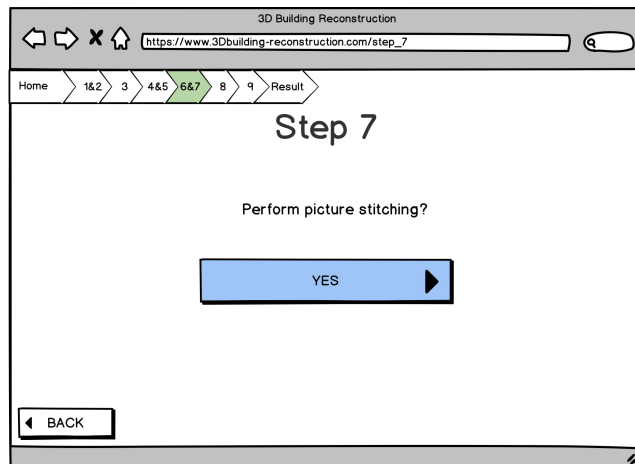 3D Building Reconstruction
https://www.3Dbuilding-reconstruction.com/step_7
Home 1&2 3 4&5 6&7 8 9 Result
Step 7
Perform picture stitching?
YES
BACK